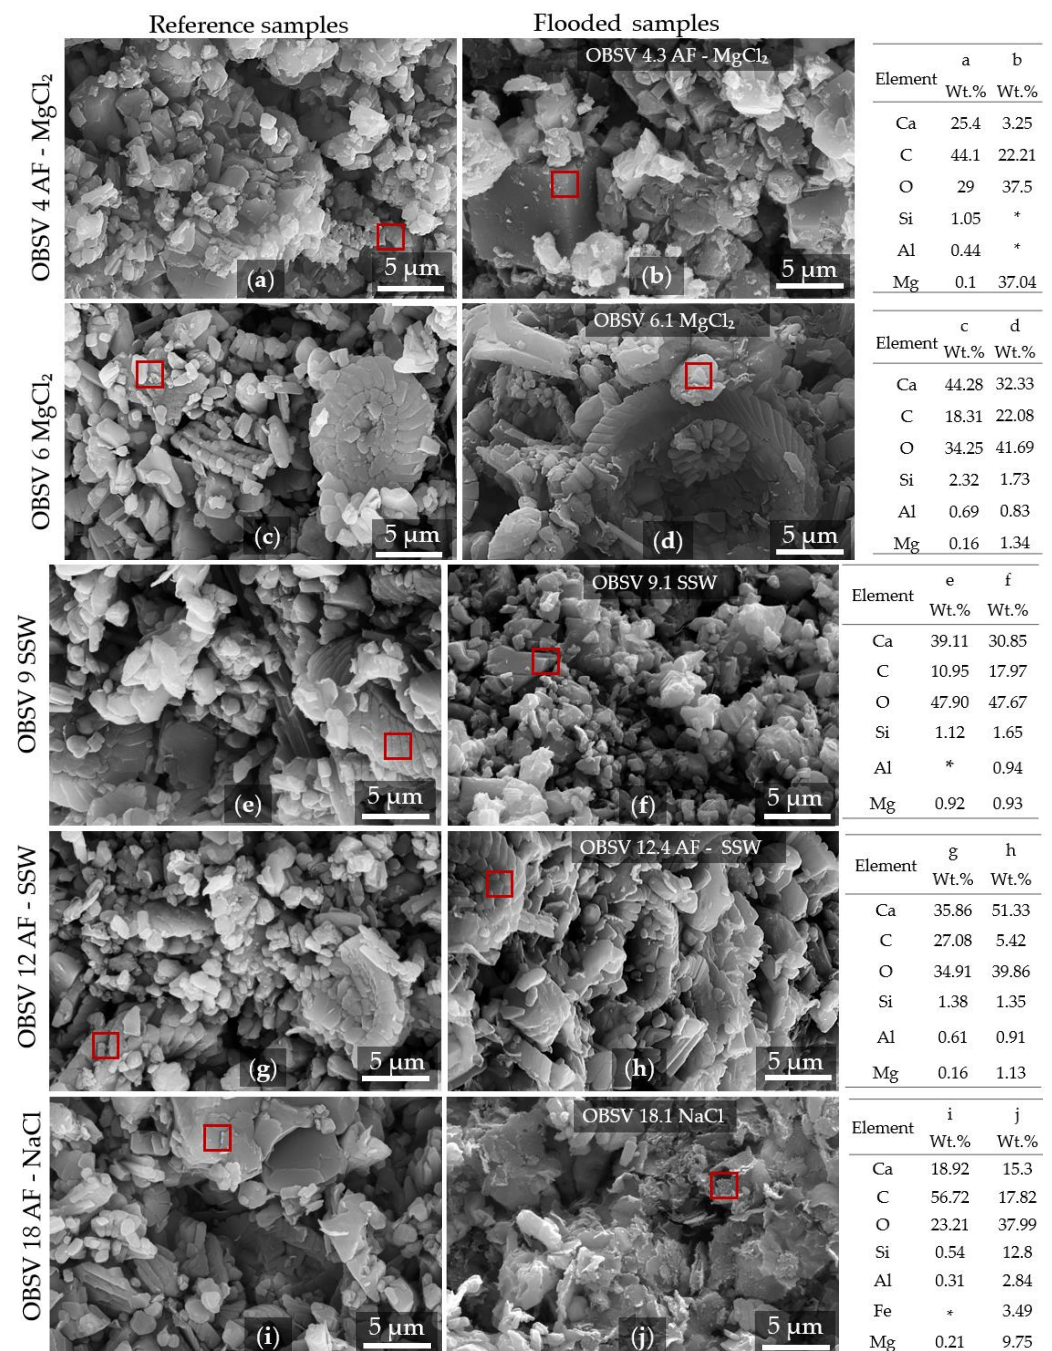 Reference samples Flooded samples
OBSV 4 AF - MgCl₂
OBSV 4.3 AF - MgCl₂
(a) 5 μm
(b) 5 μm
Element a b
Wt.% Wt.%
Ca 25.4 3.25
C 44.1 22.21
O 29 37.5
Si 1.05 *
Al 0.44 *
Mg 0.1 37.04
OBSV 6 MgCl₂
OBSV 6.1 MgCl₂
(c) 5 μm
(d) 5 μm
Element c d
Wt.% Wt.%
Ca 44.28 32.33
C 18.31 22.08
O 34.25 41.69
Si 2.32 1.73
Al 0.69 0.83
Mg 0.16 1.34
OBSV 9 SSW
OBSV 9.1 SSW
(e) 5 μm
(f) 5 μm
Element e f
Wt.% Wt.%
Ca 39.11 30.85
C 10.95 17.97
O 47.90 47.67
Si 1.12 1.65
Al * 0.94
Mg 0.92 0.93
OBSV 12 AF - SSW
OBSV 12.4 AF - SSW
(g) 5 μm
(h) 5 μm
Element g h
Wt.% Wt.%
Ca 35.86 51.33
C 27.08 5.42
O 34.91 39.86
Si 1.38 1.35
Al 0.61 0.91
Mg 0.16 1.13
OBSV 18 AF - NaCl
OBSV 18.1 NaCl
(i) 5 μm
(j) 5 μm
Element i j
Wt.% Wt.%
Ca 18.92 15.3
C 56.72 17.82
O 23.21 37.99
Si 0.54 12.8
Al 0.31 2.84
Fe * 3.49
Mg 0.21 9.75